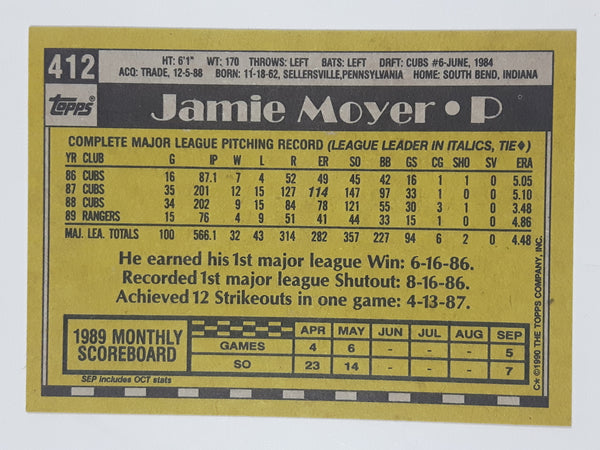 412
HT: 6'1" WT: 170 THROWS: LEFT BATS: LEFT DRFT: CUBS #6-JUNE, 1984
ACQ: TRADE, 12-5-88 BORN: 11-18-62, SELLERSVILLE,PENNSYLVANIA HOME: SOUTH BEND, INDIANA
Topps
Jamie Moyer • P
COMPLETE MAJOR LEAGUE PITCHING RECORD (LEAGUE LEADER IN ITALICS, TIE♦)
YR CLUB G IP W L R ER SO BB GS CG SHO SV ERA
86 CUBS 16 87.1 7 4 52 49 45 42 16 1 1 0 5.05
87 CUBS 35 201 12 15 127 114 147 97 33 1 0 0 5.10
88 CUBS 34 202 9 15 84 78 121 55 30 3 1 0 3.48
89 RANGERS 15 76 4 9 51 41 44 33 15 1 0 0 4.86
MAJ. LEA. TOTALS 100 566.1 32 43 314 282 357 227 94 6 2 0 4.48
He earned his 1st major league Win: 6-16-86.
Recorded 1st major league Shutout: 8-16-86.
Achieved 12 Strikeouts in one game: 4-13-87.
1989 MONTHLY
SCOREBOARD
APR MAY JUN JUL AUG SEP
GAMES 4 6 – – – 5
SO 23 14 – – – 7
SEP includes OCT stats
C* ©1990 THE TOPPS COMPANY, INC.